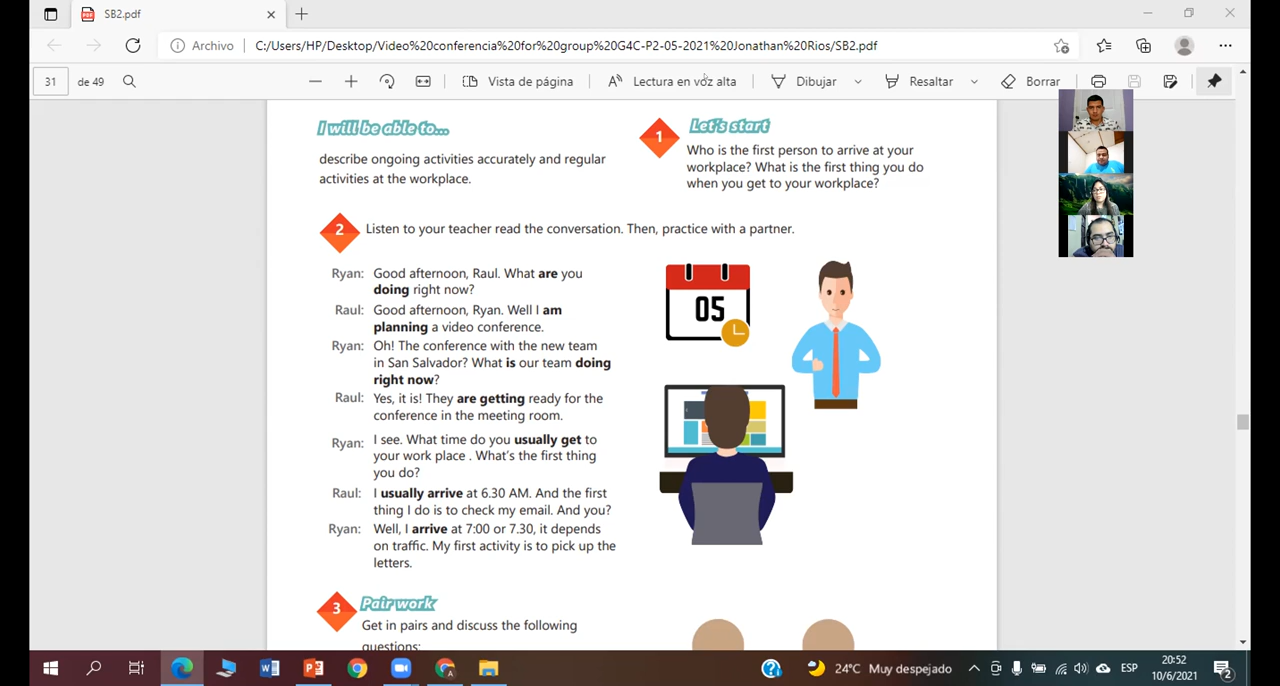 SB2.pdf
Archivo
C:/Users/HP/Desktop/Video%20conferencia%20for%20group%20G4C-P2-05-2021%20Jonathan%20Rios/SB2.pdf
31
de 49
Vista de página
Lectura en voz alta
Dibujar
Resaltar
Borrar
I will be able to...
describe ongoing activities accurately and regular
activities at the workplace.
1
Let's start
Who is the first person to arrive at your
workplace? What is the first thing you do
when you get to your workplace?
2
Listen to your teacher read the conversation. Then, practice with a partner.
Ryan: Good afternoon, Raul. What are you
doing right now?
Raul: Good afternoon, Ryan. Well I am
planning a video conference.
Ryan: Oh! The conference with the new team
in San Salvador? What is our team doing
right now?
Raul: Yes, it is! They are getting ready for the
conference in the meeting room.
Ryan: I see. What time do you usually get to
your work place . What's the first thing
you do?
Raul: I usually arrive at 6.30 AM. And the first
thing I do is to check my email. And you?
Ryan: Well, I arrive at 7:00 or 7.30, it depends
on traffic. My first activity is to pick up the
letters.
05
3
Pair work
Get in pairs and discuss the following
questions:
24°C Muy despejado
ESP
20:52
10/6/2021
2